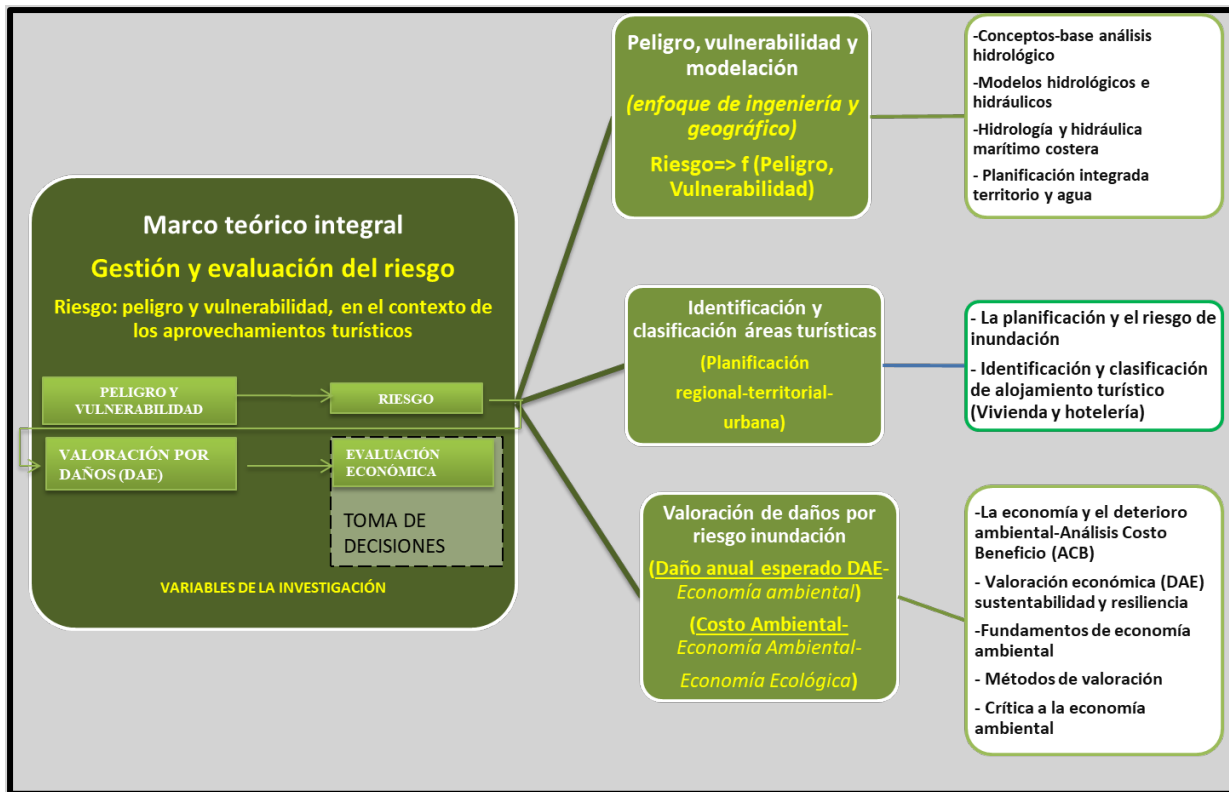 Marco teórico integral
Gestión y evaluación del riesgo
Riesgo: peligro y vulnerabilidad, en el contexto de
los aprovechamientos turísticos
PELIGRO Y
VULNERABILIDAD
RIESGO
VALORACIÓN POR
DAÑOS (DAE)
EVALUACIÓN
ECONÓMICA
TOMA DE
DECISIONES
VARIABLES DE LA INVESTIGACIÓN
Peligro, vulnerabilidad y
modelación
(enfoque de ingeniería y
geográfico)
Riesgo=> f (Peligro,
Vulnerabilidad)
-Conceptos-base análisis
hidrológico
-Modelos hidrológicos e
hidráulicos
-Hidrología y hidráulica
marítimo costera
- Planificación integrada
territorio y agua
Identificación y
clasificación áreas turísticas
(Planificación
regional-territorial-
urbana)
- La planificación y el riesgo de
inundación
- Identificación y clasificación
de alojamiento turístico
(Vivienda y hotelería)
Valoración de daños por
riesgo inundación
(Daño anual esperado DAE-
Economía ambiental)
(Costo Ambiental-
Economía Ambiental-
Economía Ecológica)
-La economía y el deterioro
ambiental-Análisis Costo
Beneficio (ACB)
- Valoración económica (DAE)
sustentabilidad y resiliencia
-Fundamentos de economía
ambiental
- Métodos de valoración
- Crítica a la economía
ambiental